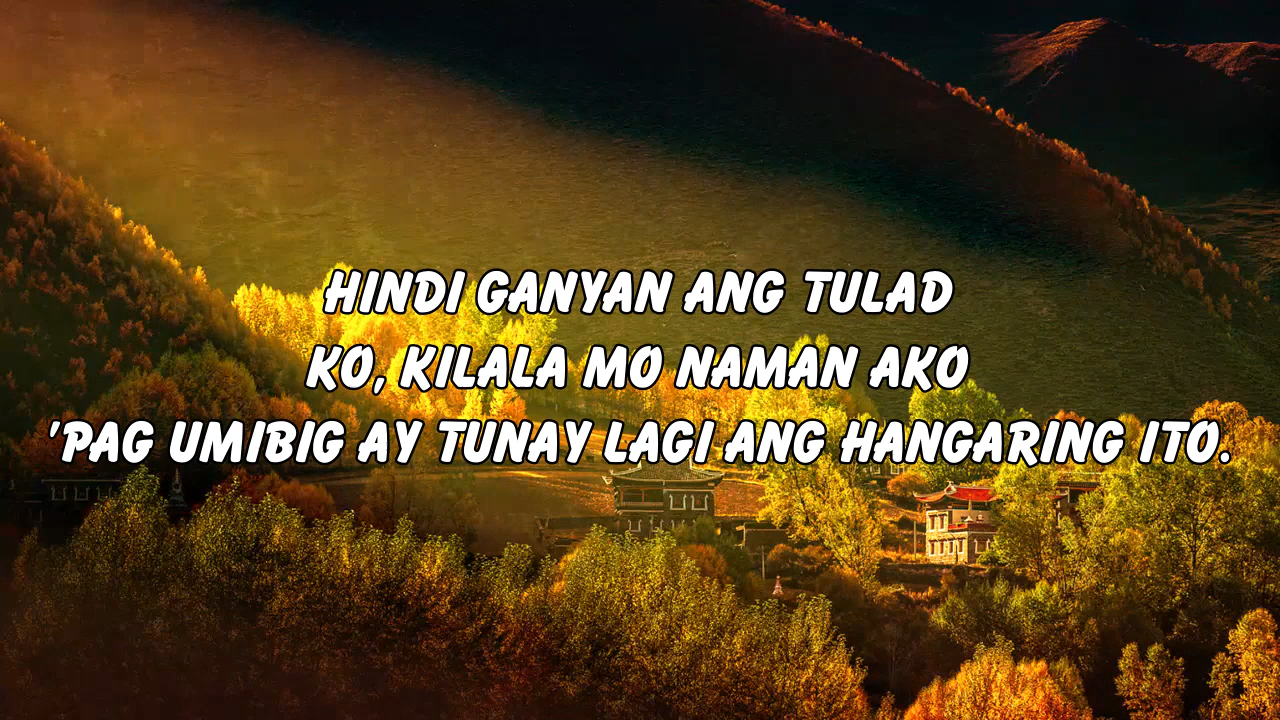 HINDI GANYAN ANG TULAD
KO, KILALA MO NAMAN AKO
'PAG UMIBIG AY TUNAY LAGI ANG HANGARING ITO.